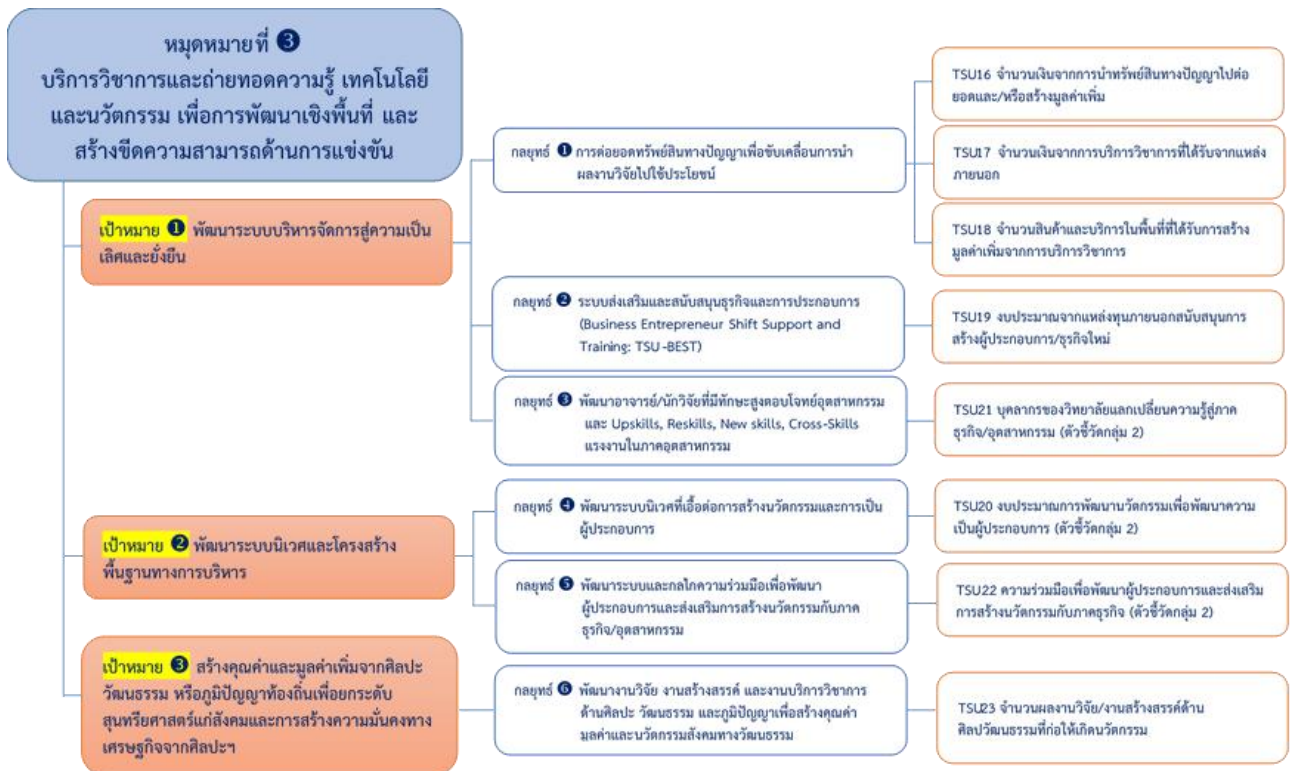 หมุดหมายที่ ❸
บริการวิชาการและถ่ายทอดความรู้ เทคโนโลยี
และนวัตกรรม เพื่อการพัฒนาเชิงพื้นที่ และ
สร้างขีดความสามารถด้านการแข่งขัน
เป้าหมาย ❶ พัฒนาระบบบริหารจัดการสู่ความเป็น
เลิศและยั่งยืน
กลยุทธ์ ❶ การต่อยอดทรัพย์สินทางปัญญาเพื่อขับเคลื่อนการนำ
ผลงานวิจัยไปใช้ประโยชน์
TSU16 จำนวนเงินจากการนำทรัพย์สินทางปัญญาไปต่อ
ยอดและ/หรือสร้างมูลค่าเพิ่ม
TSU17 จำนวนเงินจากการบริการวิชาการที่ได้รับจากแหล่ง
ภายนอก
TSU18 จำนวนสินค้าและบริการในพื้นที่ที่ได้รับการสร้าง
มูลค่าเพิ่มจากการบริการวิชาการ
กลยุทธ์ ❷ ระบบส่งเสริมและสนับสนุนธุรกิจและการประกอบการ
(Business Entrepreneur Shift Support and
Training: TSU-BEST)
TSU19 งบประมาณจากแหล่งทุนภายนอกสนับสนุนการ
สร้างผู้ประกอบการ/ธุรกิจใหม่
กลยุทธ์ ❸ พัฒนาอาจารย์/นักวิจัยที่มีทักษะสูงตอบโจทย์อุตสาหกรรม
และ Upskills, Reskills, New skills, Cross-Skills
แรงงานในภาคอุตสาหกรรม
TSU21 บุคลากรของวิทยาลัยแลกเปลี่ยนความรู้สู่ภาค
ธุรกิจ/อุตสาหกรรม (ตัวชี้วัดกลุ่ม 2)
เป้าหมาย ❷ พัฒนาระบบนิเวศและโครงสร้าง
พื้นฐานทางการบริหาร
กลยุทธ์ ❹ พัฒนาระบบนิเวศที่เอื้อต่อการสร้างนวัตกรรมและการเป็น
ผู้ประกอบการ
TSU20 งบประมาณการพัฒนานวัตกรรมเพื่อพัฒนาความ
เป็นผู้ประกอบการ (ตัวชี้วัดกลุ่ม 2)
กลยุทธ์ ❺ พัฒนาระบบและกลไกความร่วมมือเพื่อพัฒนา
ผู้ประกอบการและส่งเสริมการสร้างนวัตกรรมกับภาค
ธุรกิจ/อุตสาหกรรม
TSU22 ความร่วมมือเพื่อพัฒนาผู้ประกอบการและส่งเสริม
การสร้างนวัตกรรมกับภาคธุรกิจ (ตัวชี้วัดกลุ่ม 2)
เป้าหมาย ❸ สร้างคุณค่าและมูลค่าเพิ่มจากศิลปะ
วัฒนธรรม หรือภูมิปัญญาท้องถิ่นเพื่อยกระดับ
สุนทรียศาสตร์แก่สังคมและการสร้างความมั่นคงทาง
เศรษฐกิจจากศิลปะฯ
กลยุทธ์ ❻ พัฒนางานวิจัย งานสร้างสรรค์ และงานบริการวิชาการ
ด้านศิลปะ วัฒนธรรม และภูมิปัญญาเพื่อสร้างคุณค่า
มูลค่าและนวัตกรรมสังคมทางวัฒนธรรม
TSU23 จำนวนผลงานวิจัย/งานสร้างสรรค์ด้าน
ศิลปวัฒนธรรมที่ก่อให้เกิดนวัตกรรม